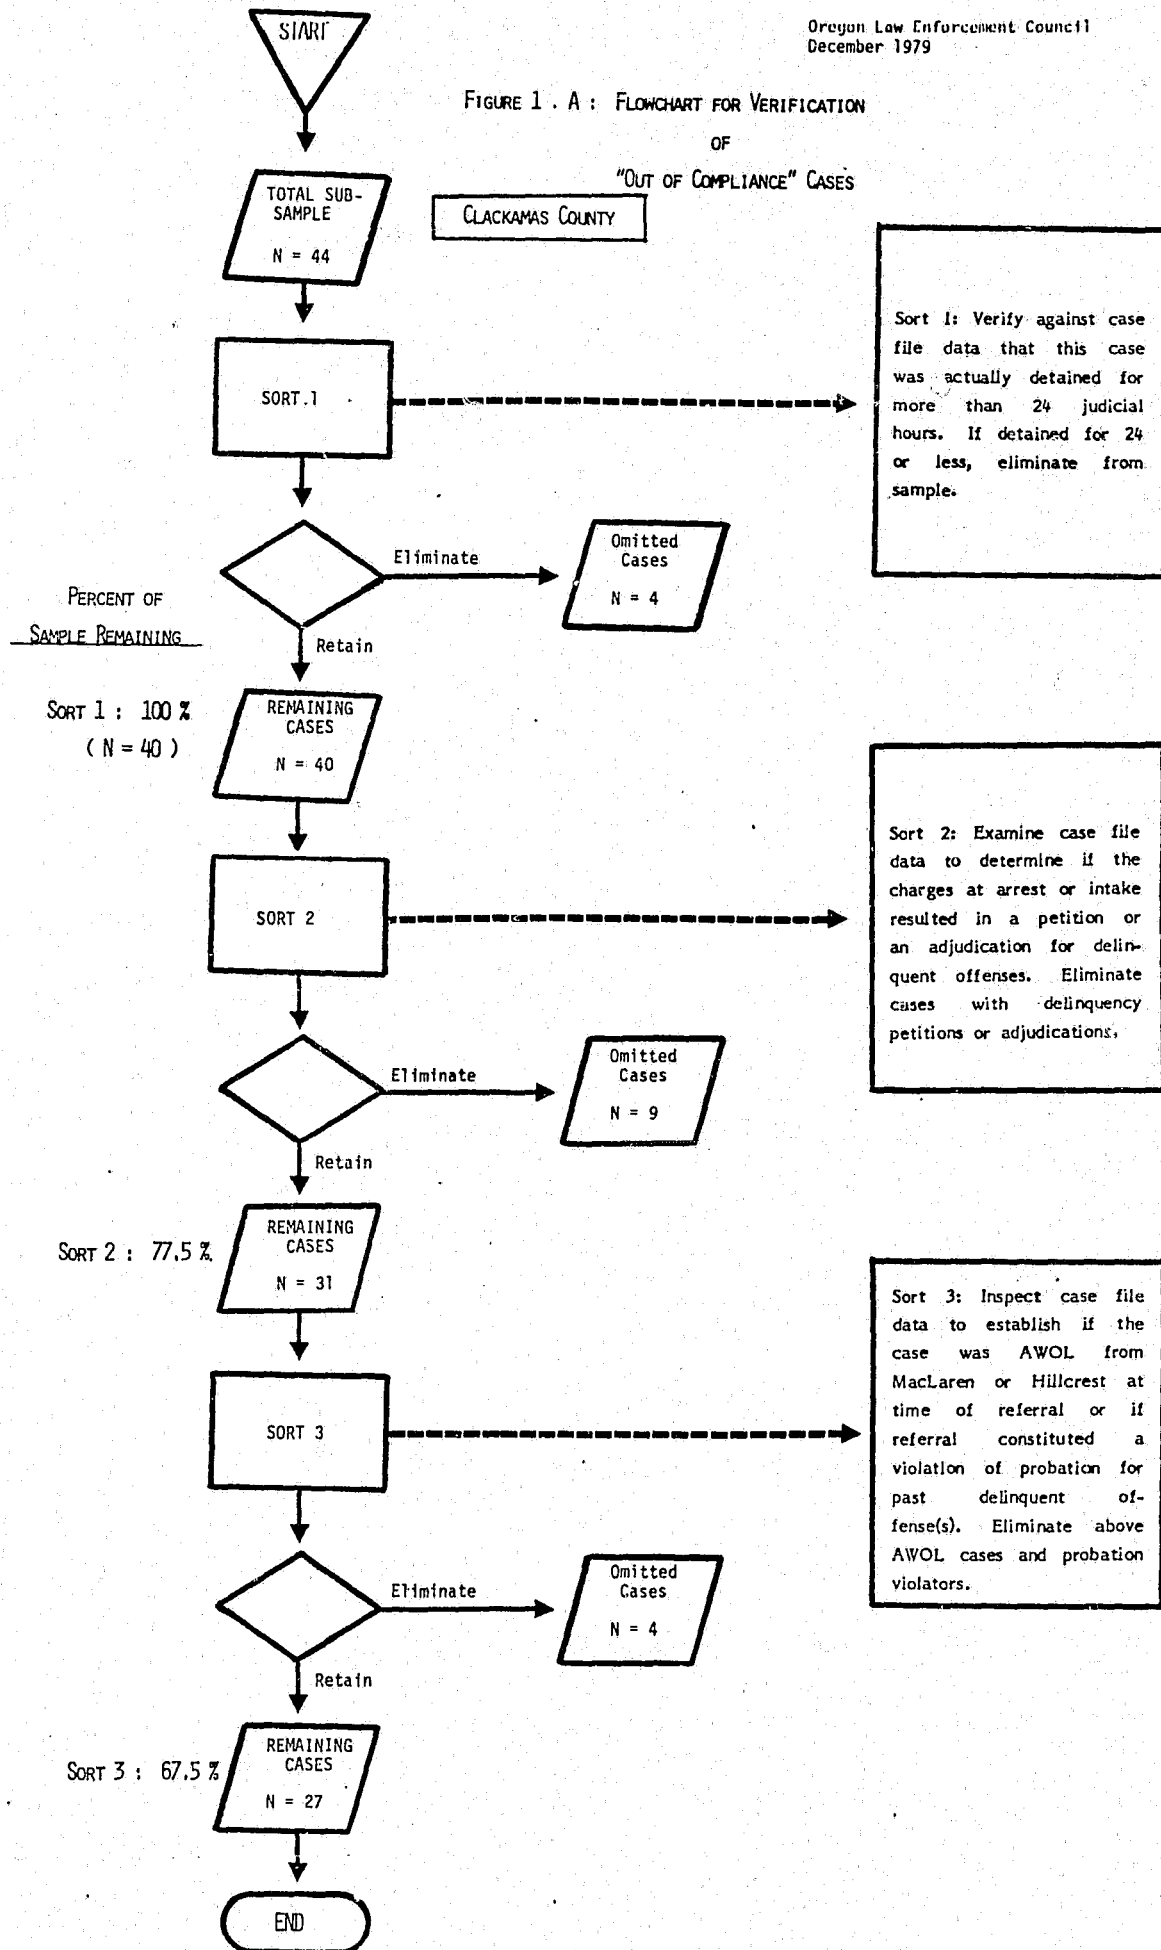 START
Oregon Law Enforcement Council
December 1979
FIGURE 1 . A : FLOWCHART FOR VERIFICATION
OF
"OUT OF COMPLIANCE" CASES
CLACKAMAS COUNTY
TOTAL SUB-
SAMPLE
N = 44
SORT 1
Sort 1: Verify against case
file data that this case
was actually detained for
more than 24 judicial
hours. If detained for 24
or less, eliminate from
sample.
Eliminate
Omitted
Cases
N = 4
Retain
PERCENT OF
SAMPLE REMAINING
SORT 1 : 100 %
( N = 40 )
REMAINING
CASES
N = 40
SORT 2
Sort 2: Examine case file
data to determine if the
charges at arrest or intake
resulted in a petition or
an adjudication for delin-
quent offenses. Eliminate
cases with delinquency
petitions or adjudications.
Eliminate
Omitted
Cases
N = 9
Retain
SORT 2 : 77.5 %
REMAINING
CASES
N = 31
SORT 3
Sort 3: Inspect case file
data to establish if the
case was AWOL from
MacLaren or Hillcrest at
time of referral or if
referral constituted a
violation of probation for
past delinquent of-
fense(s). Eliminate above
AWOL cases and probation
violators.
Eliminate
Omitted
Cases
N = 4
Retain
SORT 3 : 67.5 %
REMAINING
CASES
N = 27
END